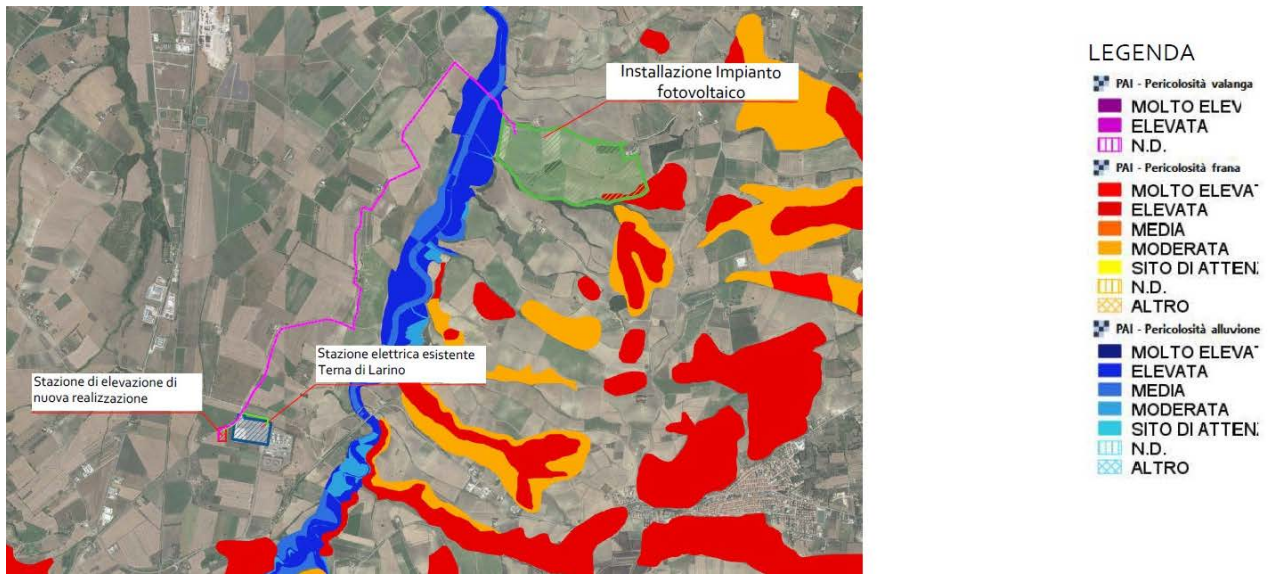 Installazione Impianto
fotovoltaico
Stazione elettrica esistente
Terna di Larino
Stazione di elevazione di
nuova realizzazione
LEGENDA
PAI - Pericolosità valanga
MOLTO ELEV
ELEVATA
N.D.
PAI - Pericolosità frana
MOLTO ELEVAT
ELEVATA
MEDIA
MODERATA
SITO DI ATTEN
N.D.
ALTRO
PAI - Pericolosità alluvione
MOLTO ELEVAT
ELEVATA
MEDIA
MODERATA
SITO DI ATTEN
N.D.
ALTRO